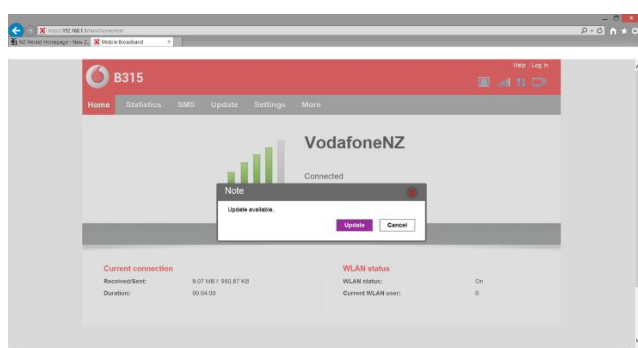 NZ Herald Homepage - New Z...
Mobile Broadband
Help Log in
B315
Home Statistics SMS Update Settings More
VodafoneNZ
Connected
Note
Update available.
Update Cancel
Current connection
Received/Sent: 9.07 MB / 990.87 KB
Duration: 00:04:09
WLAN status
WLAN status: On
Current WLAN user: 0